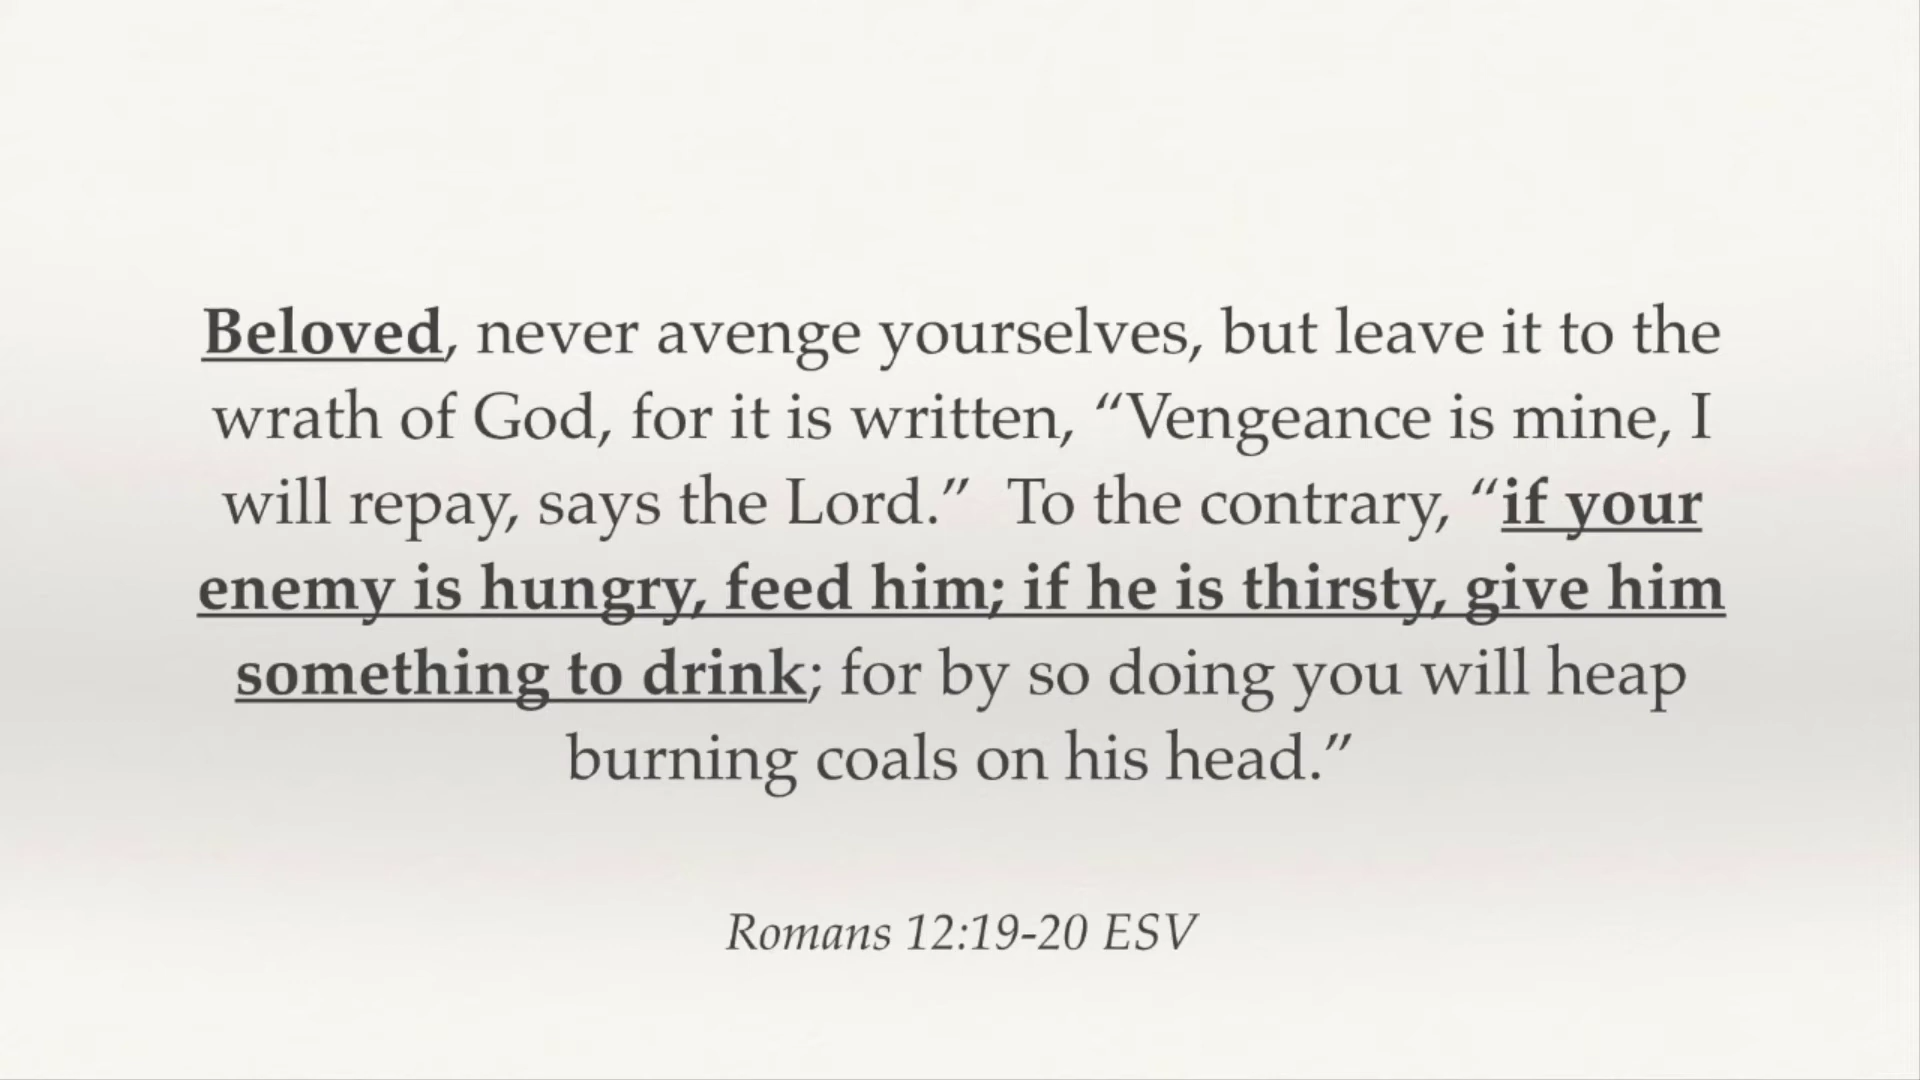 Beloved, never avenge yourselves, but leave it to the
wrath of God, for it is written, “Vengeance is mine, I
will repay, says the Lord.”  To the contrary, “if your
enemy is hungry, feed him; if he is thirsty, give him
something to drink; for by so doing you will heap
burning coals on his head.”
Romans 12:19-20 ESV